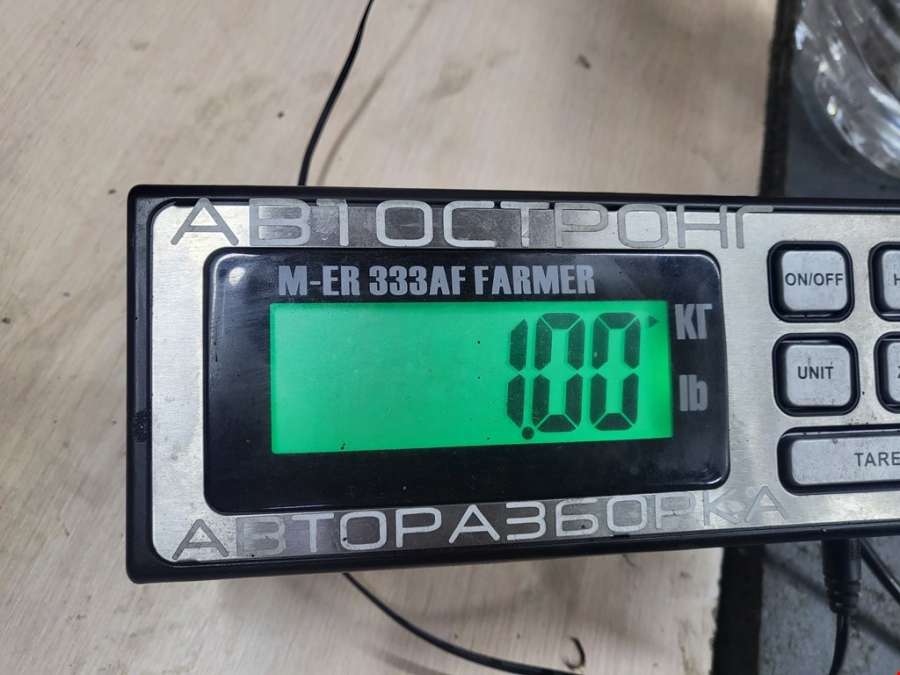 АВТОСТРОНГ
M-ER 333AF FARMER
1.00
КГ
lb
АВТОРАЗБОРКА
ON/OFF
UNIT
TARE